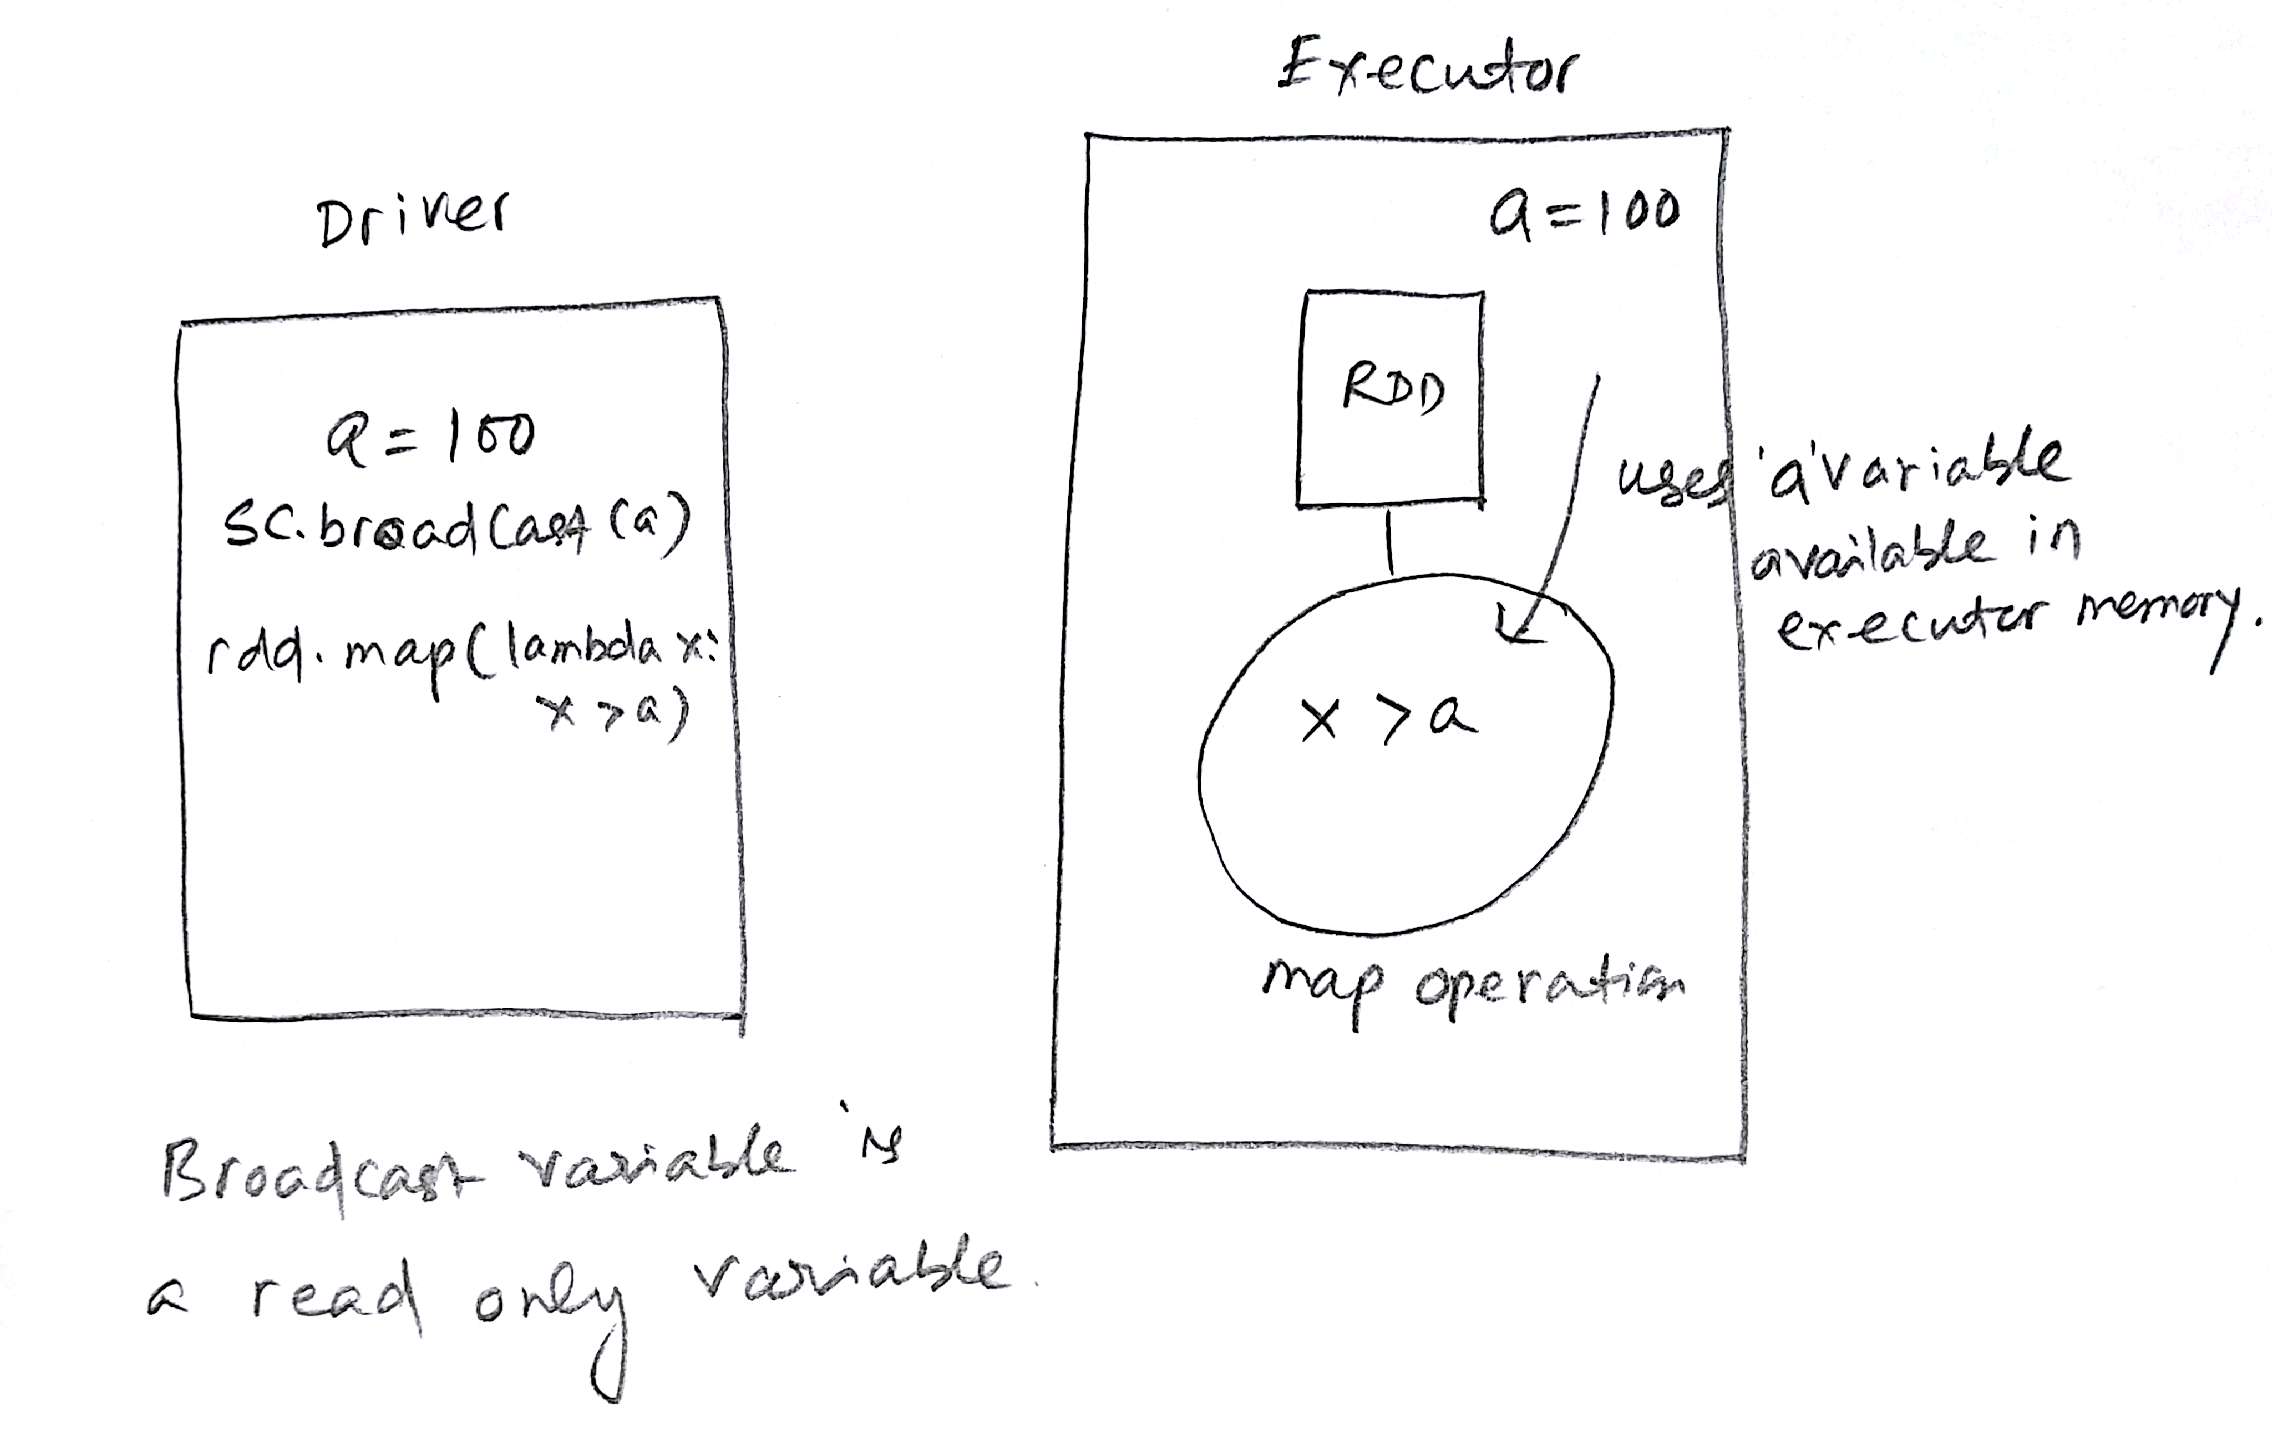 Executor
Driver
a = 100
a = 100
sc.broadcast(a)
rdd.map(lambda x:
x > a)
RDD
uses 'a' variable
available in
executor memory.
x > a
map operation
Broadcast variable is
a read only variable.